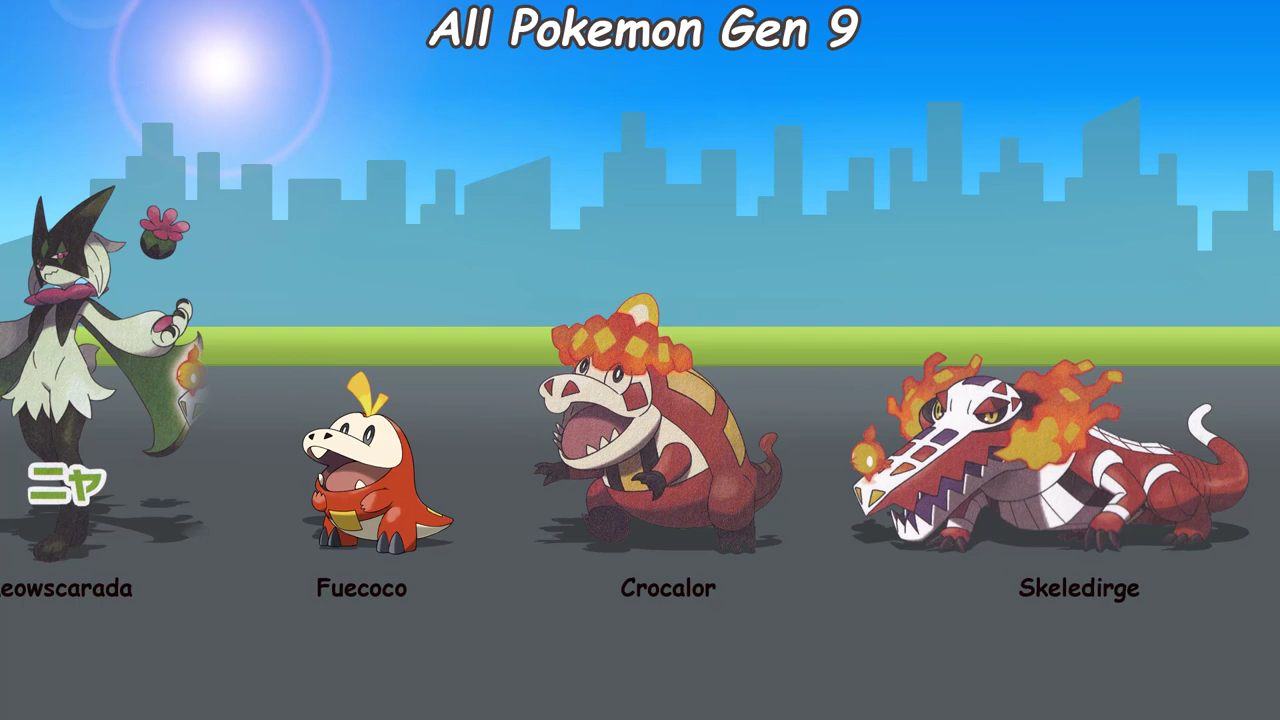 All Pokemon Gen 9
ニャ
eowscarada
Fuecoco
Crocalor
Skeledirge